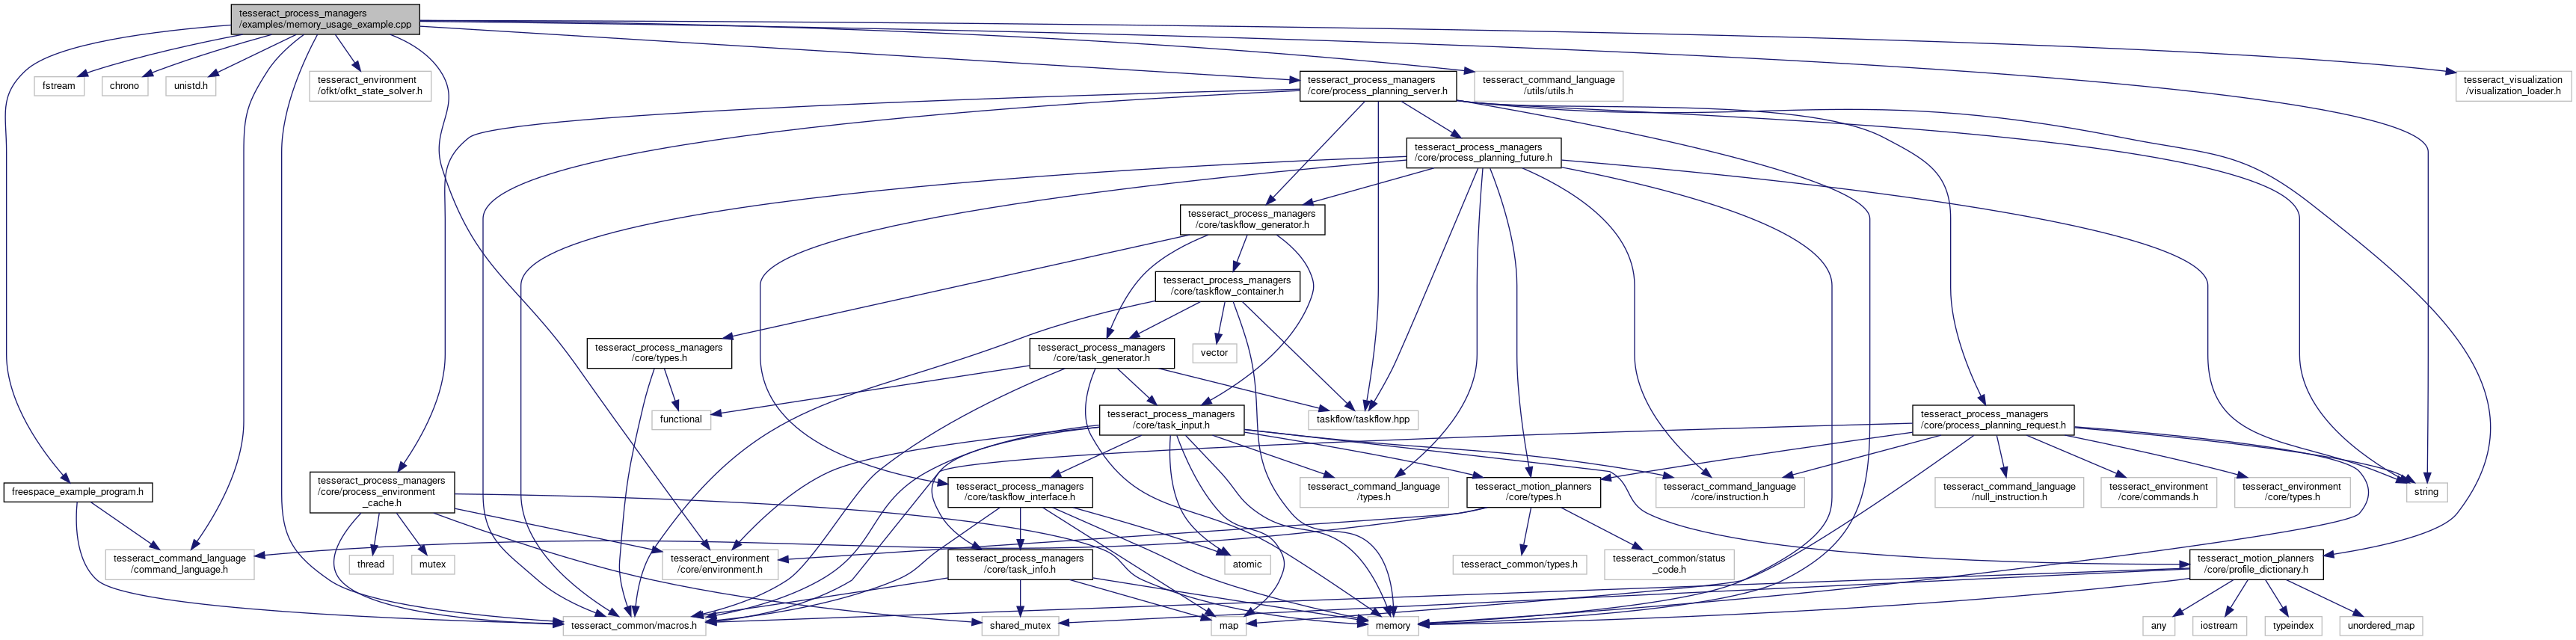 tesseract_process_managers
/examples/memory_usage_example.cpp
fstream
chrono
unistd.h
tesseract_environment
/ofkt/ofkt_state_solver.h
tesseract_process_managers
/core/process_planning_server.h
tesseract_command_language
/utils/utils.h
tesseract_visualization
/visualization_loader.h
tesseract_process_managers
/core/process_planning_future.h
tesseract_process_managers
/core/taskflow_generator.h
tesseract_process_managers
/core/taskflow_container.h
tesseract_process_managers
/core/types.h
tesseract_process_managers
/core/task_generator.h
vector
functional
tesseract_process_managers
/core/task_input.h
taskflow/taskflow.hpp
tesseract_process_managers
/core/process_planning_request.h
freespace_example_program.h
tesseract_process_managers
/core/process_environment
_cache.h
tesseract_process_managers
/core/taskflow_interface.h
tesseract_command_language
/types.h
tesseract_motion_planners
/core/types.h
tesseract_command_language
/core/instruction.h
tesseract_command_language
/null_instruction.h
tesseract_environment
/core/commands.h
tesseract_environment
/core/types.h
string
tesseract_command_language
/command_language.h
thread
mutex
tesseract_environment
/core/environment.h
tesseract_process_managers
/core/task_info.h
atomic
tesseract_common/types.h
tesseract_common/status
_code.h
tesseract_motion_planners
/core/profile_dictionary.h
tesseract_common/macros.h
shared_mutex
map
memory
any
iostream
typeindex
unordered_map